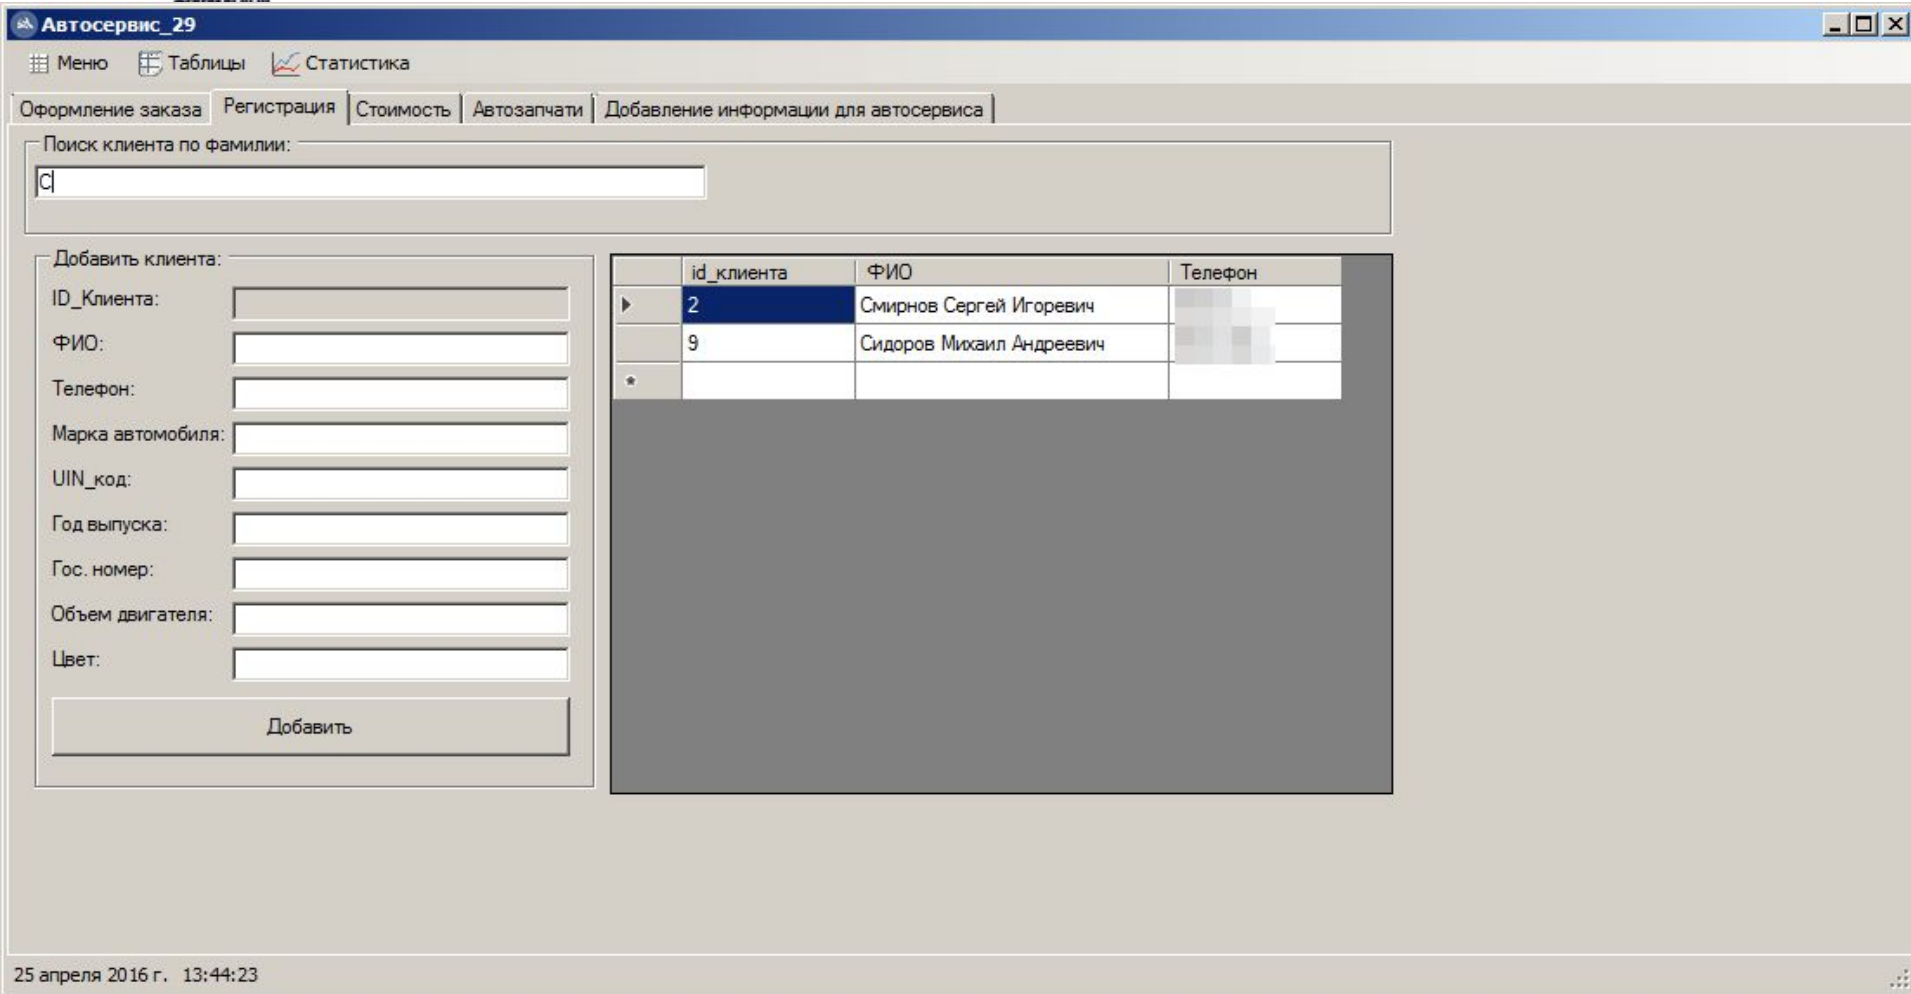 Автосервис_29
Меню Таблицы Статистика
Оформление заказа Регистрация Стоимость Автозапчати Добавление информации для автосервиса
Поиск клиента по фамилии:
С
Добавить клиента:
ID_Клиента:
ФИО:
Телефон:
Марка автомобиля:
UIN_код:
Год выпуска:
Гос. номер:
Объем двигателя:
Цвет:
Добавить
id_клиента ФИО Телефон
2 Смирнов Сергей Игоревич
9 Сидоров Михаил Андреевич
25 апреля 2016 г. 13:44:23